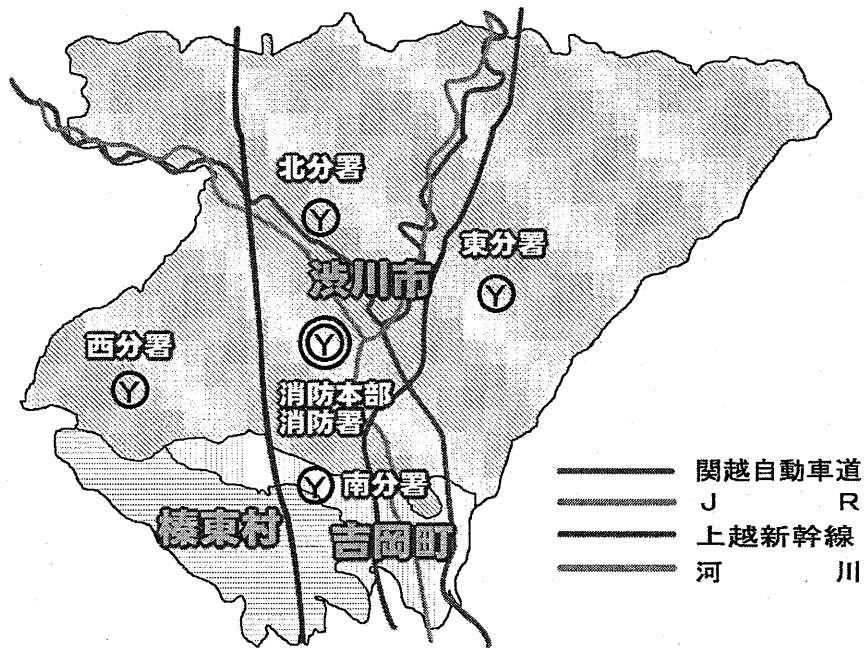 北分署
東分署
渋川市
西分署
消防本部
消防署
南分署
榛東村
吉岡町
関越自動車道
J R
上越新幹線
河 川